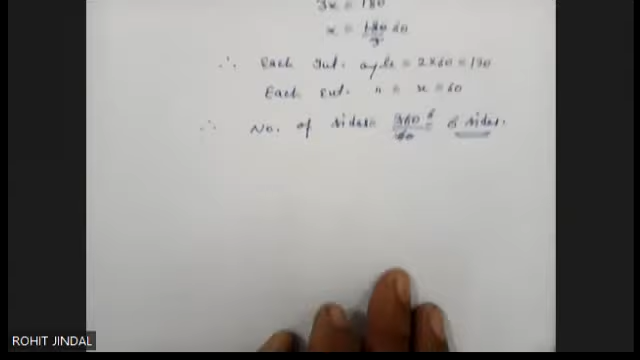 3x = 180
x = 180 60
3
∴ Each Int. angle = 2×60 = 120
Each ext. " = x = 60
∴ No. of sides = 360 6 6 sides.
60
ROHIT JINDAL